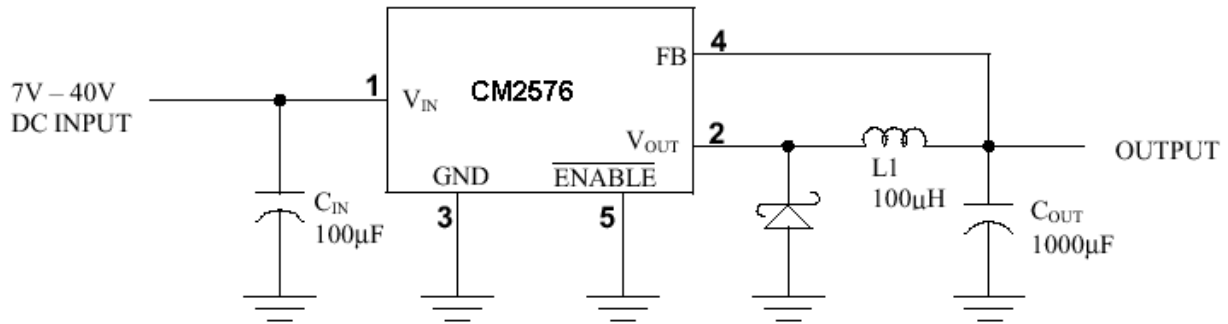 7V – 40V
DC INPUT
1
V_IN
CM2576
FB
4
V_OUT
2
GND
ENABLE
3
5
C_IN
100µF
L1
100µH
C_OUT
1000µF
OUTPUT